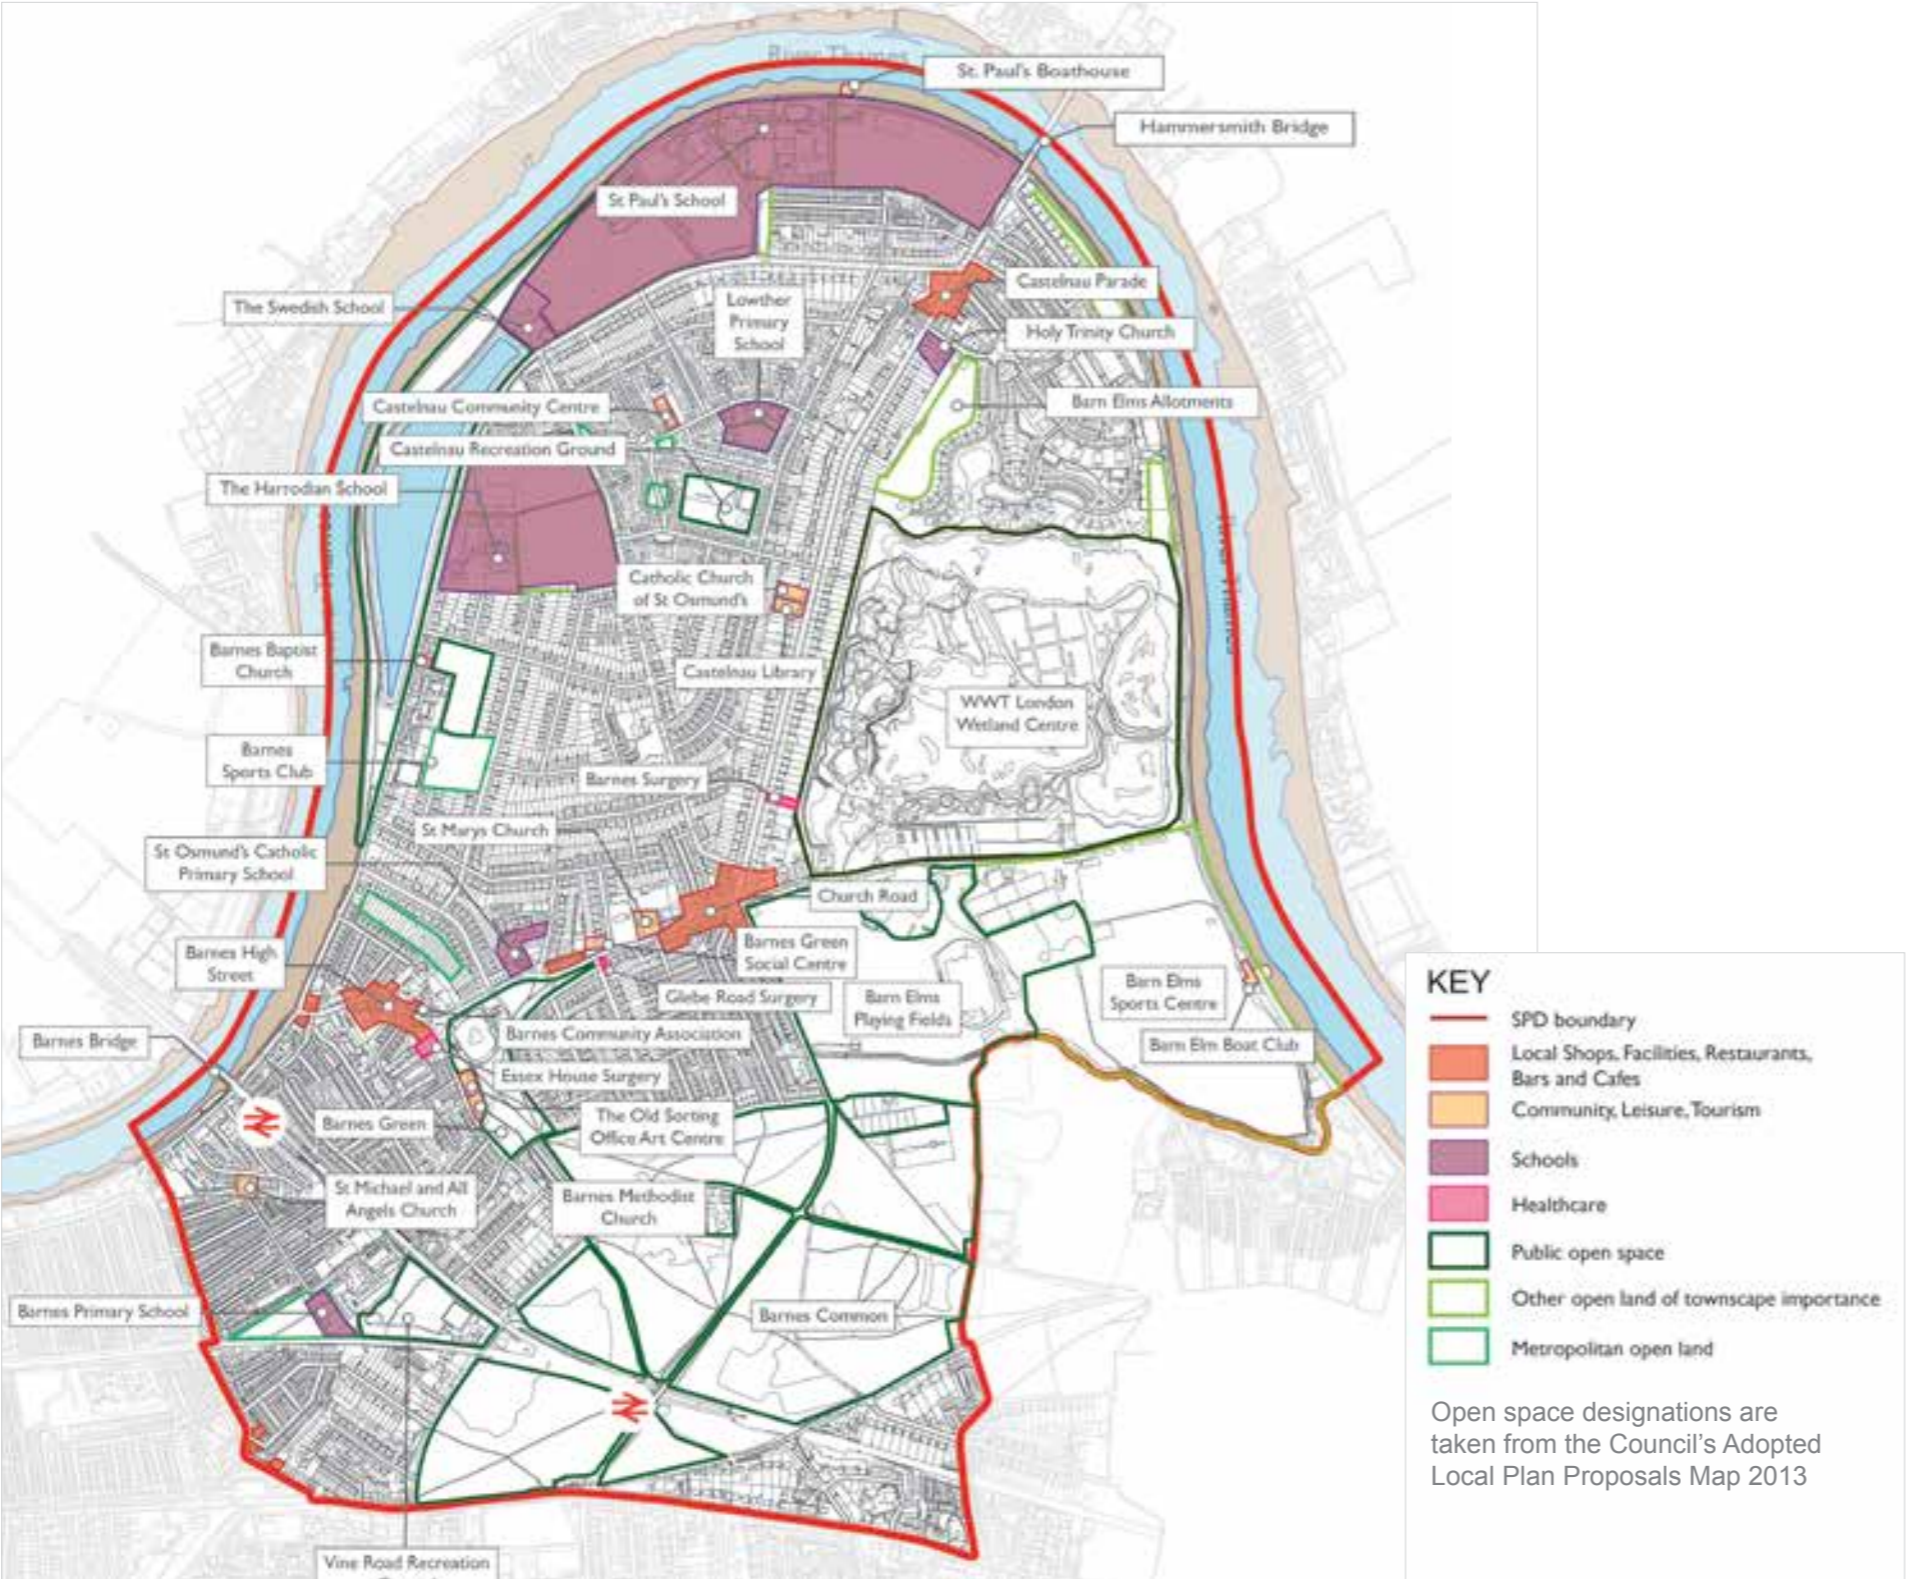 River Thames
St. Paul's Boathouse
Hammersmith Bridge
St Paul's School
Castelnau Parade
The Swedish School
Lowther
Primary
School
Holy Trinity Church
Castelnau Community Centre
Barn Elms Allotments
Castelnau Recreation Ground
The Harrodian School
Catholic Church
of St Osmund's
River Thames
Barnes Baptist
Church
Castelnau Library
WWT London
Wetland Centre
Barnes
Sports Club
Barnes Surgery
St Marys Church
St Osmund's Catholic
Primary School
Church Road
Barnes High
Street
Barnes Green
Social Centre
Glebe Road Surgery
Barn Elms
Playing Fields
Barn Elms
Sports Centre
Barnes Bridge
Barnes Community Association
Barn Elm Boat Club
Essex House Surgery
Barnes Green
The Old Sorting
Office Art Centre
St Michael and All
Angels Church
Barnes Methodist
Church
Barnes Primary School
Barnes Common
Vine Road Recreation
KEY
SPD boundary
Local Shops, Facilities, Restaurants,
Bars and Cafes
Community, Leisure, Tourism
Schools
Healthcare
Public open space
Other open land of townscape importance
Metropolitan open land
Open space designations are
taken from the Council's Adopted
Local Plan Proposals Map 2013